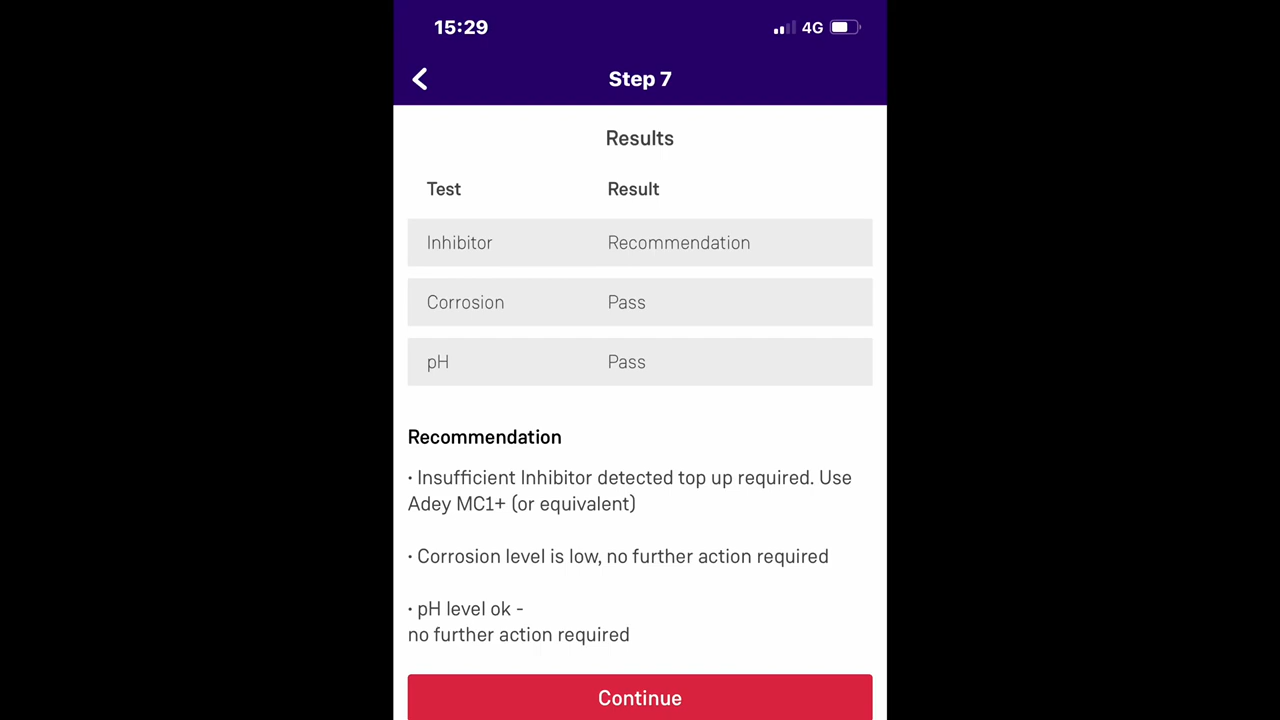 15:29
4G
Step 7
Results
Test Result
Inhibitor Recommendation
Corrosion Pass
pH Pass
Recommendation
• Insufficient Inhibitor detected top up required. Use
Adey MC1+ (or equivalent)
• Corrosion level is low, no further action required
• pH level ok -
no further action required
Continue